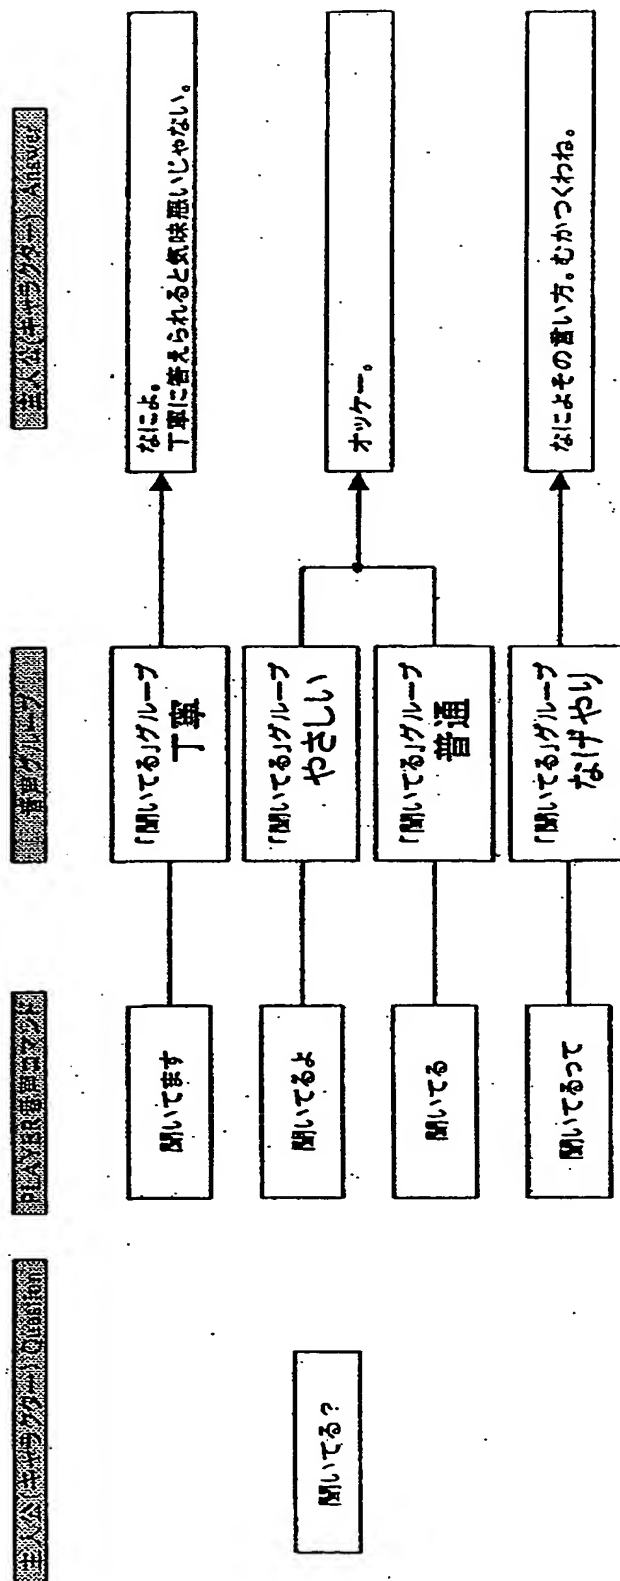 主人公(キャラクター) Question
PLAYER音声コマンド
音声グループ
主人公(キャラクター) Answer
聞いてる?
聞いてます
「聞いてる」グループ
丁寧
なによ。
丁寧に答えられると気味悪いじゃない。
聞いてるよ
「聞いてる」グループ
やさしい
オッケー。
聞いてる
「聞いてる」グループ
普通
聞いてるって
「聞いてる」グループ
なげやり
なによその言い方。むかつくわね。